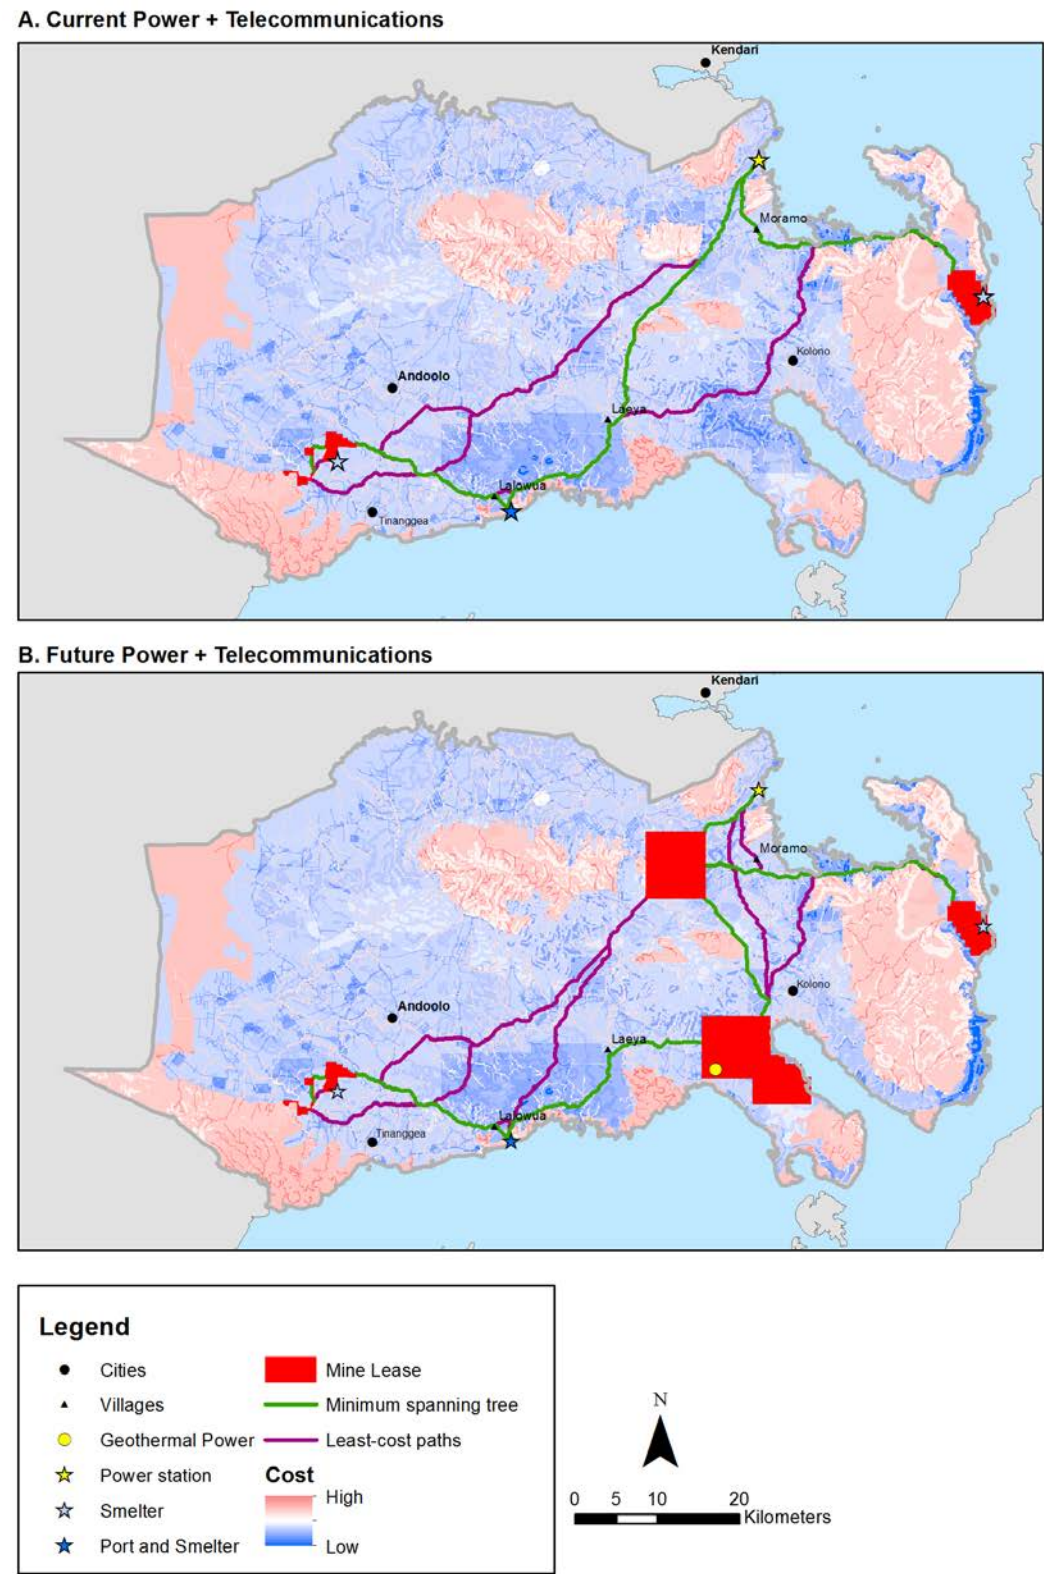 A. Current Power + Telecommunications
Kendari
Moramo
Kolono
Andoolo
Laeya
Lalowua
Tinanggea
B. Future Power + Telecommunications
Kendari
Moramo
Kolono
Andoolo
Laeya
Lalowua
Tinanggea
Legend
Cities
Mine Lease
Villages
Minimum spanning tree
Geothermal Power
Least-cost paths
Power station
Cost
High
Smelter
Port and Smelter
Low
N
0 5 10 20
Kilometers